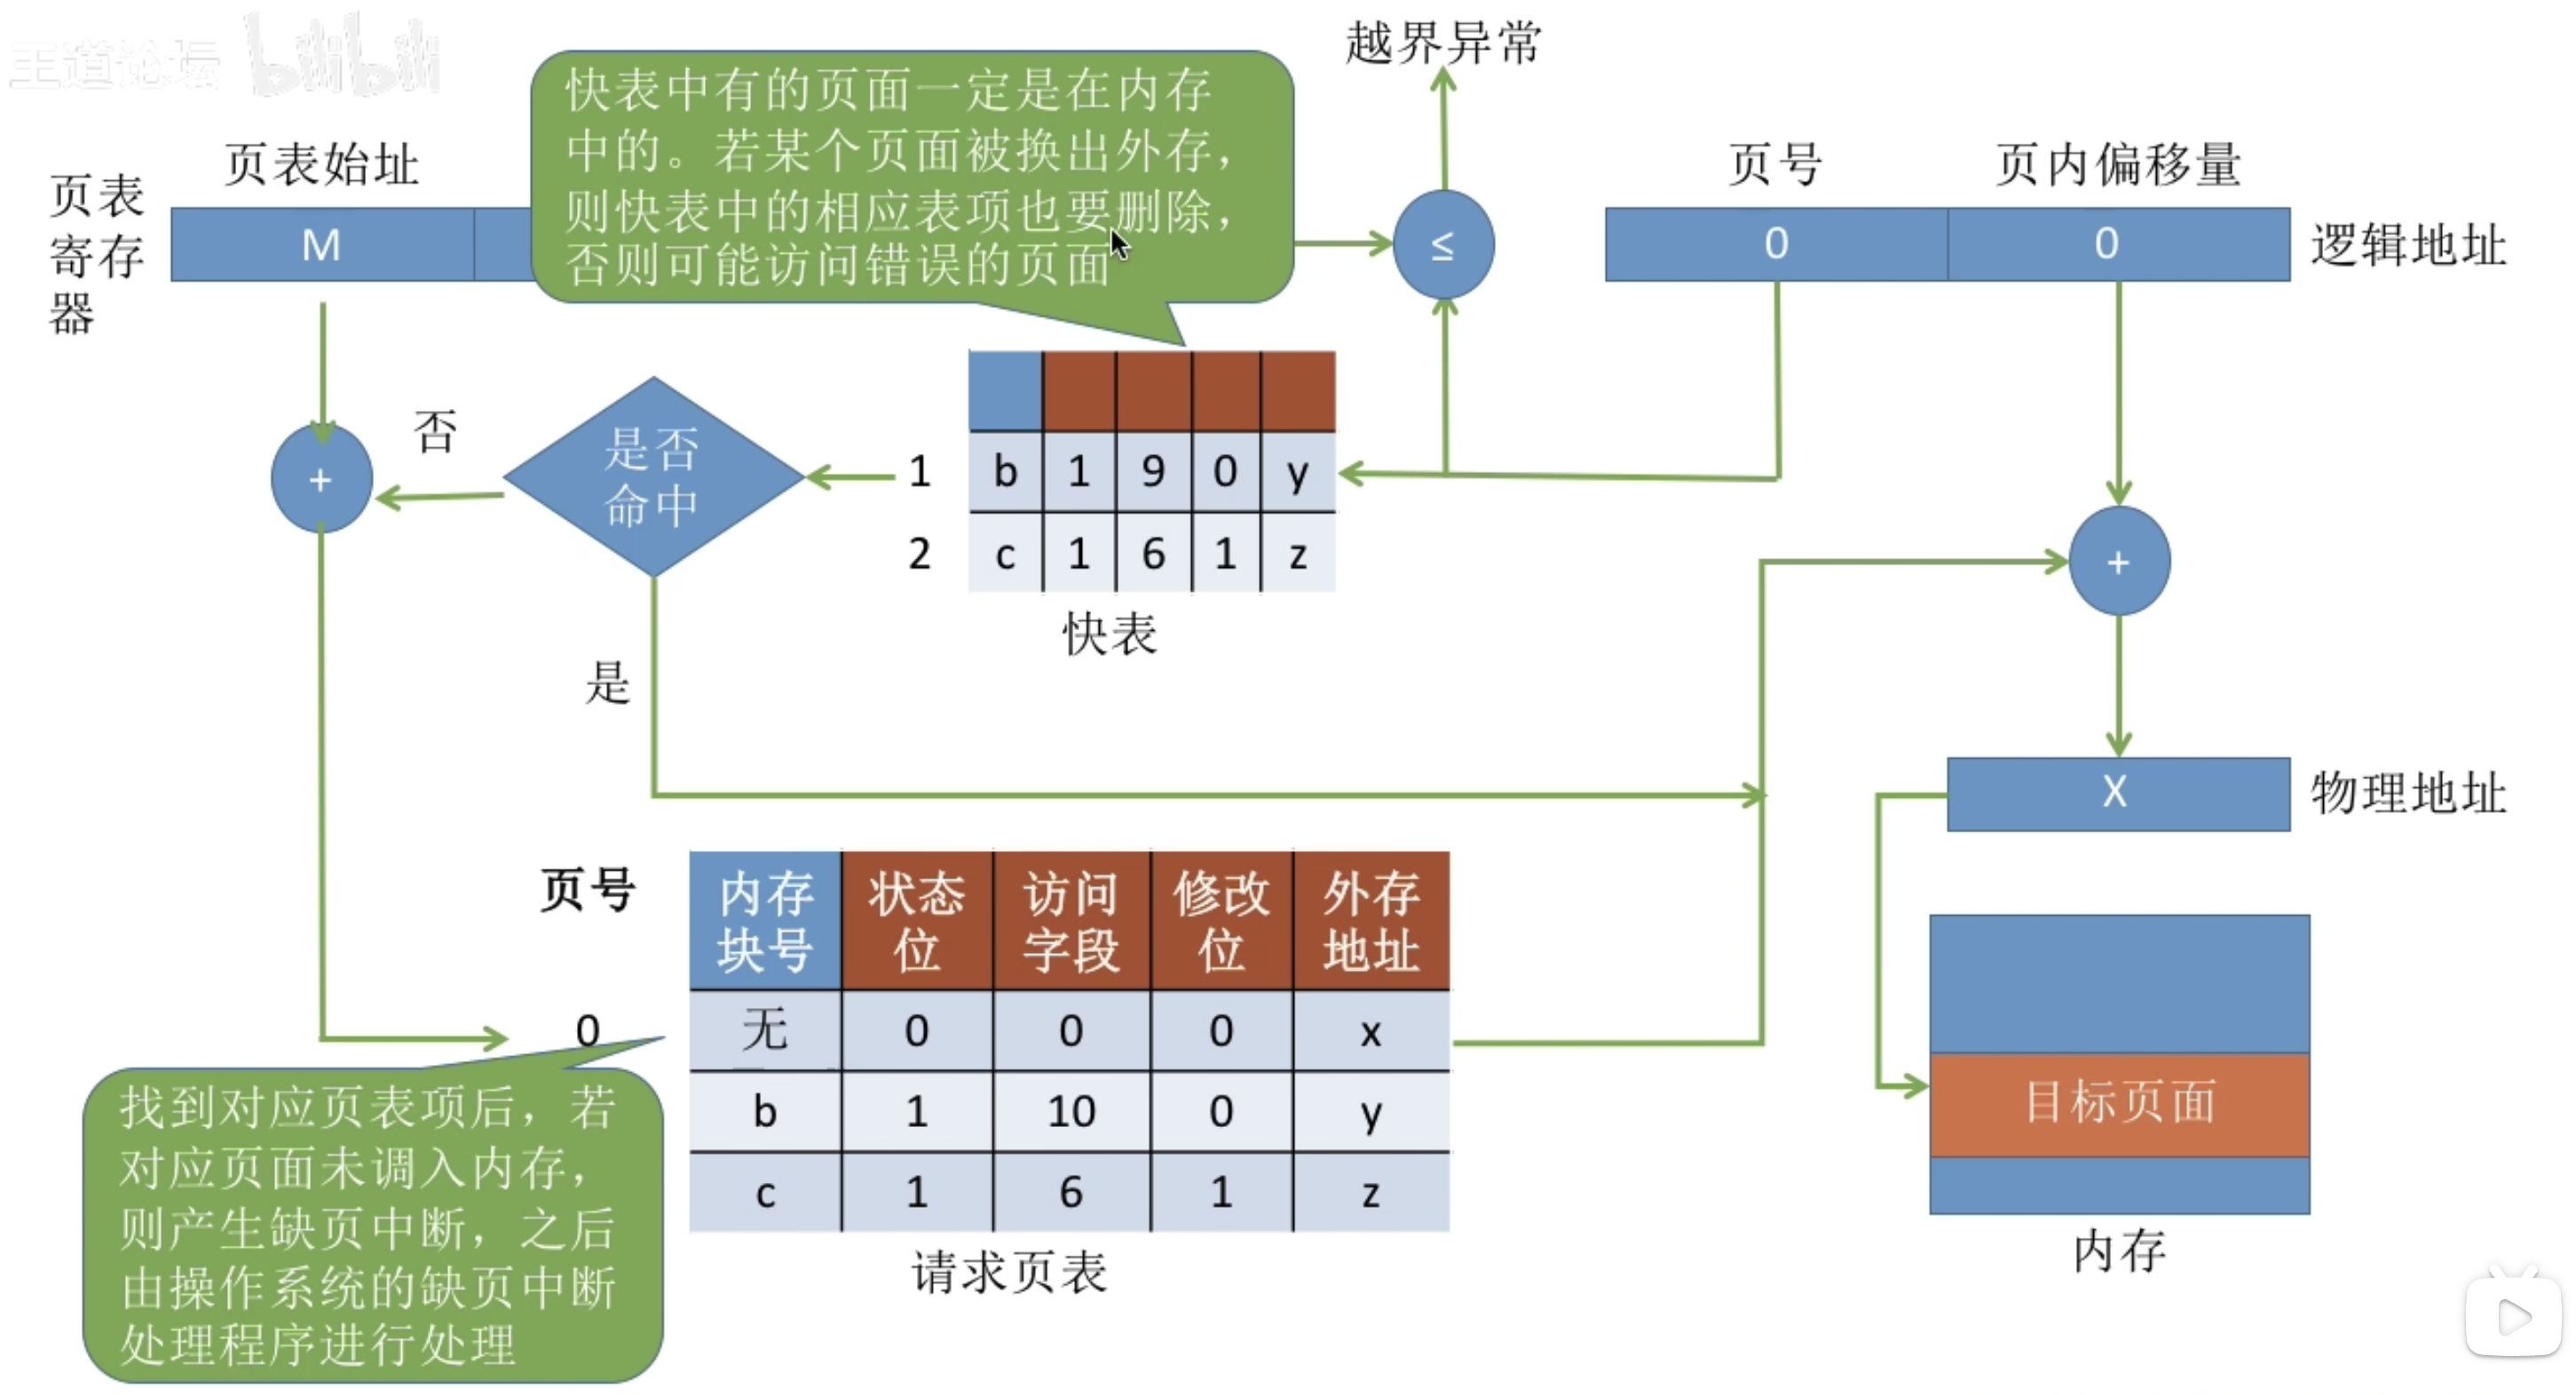 王道论坛 bilibili
越界异常
快表中有的页面一定是在内存
中的。若某个页面被换出外存，
则快表中的相应表项也要删除，
否则可能访问错误的页面
页表始址
页表
寄存
器
M
≤
页号 页内偏移量
0 0 逻辑地址
+
否
是否
命中
1 b 1 9 0 y
2 c 1 6 1 z
快表
是
+
X 物理地址
页号
内存
块号
状态
位
访问
字段
修改
位
外存
地址
0 无 0 0 0 x
b 1 10 0 y
c 1 6 1 z
请求页表
找到对应页表项后，若
对应页面未调入内存，
则产生缺页中断，之后
由操作系统的缺页中断
处理程序进行处理
目标页面
内存